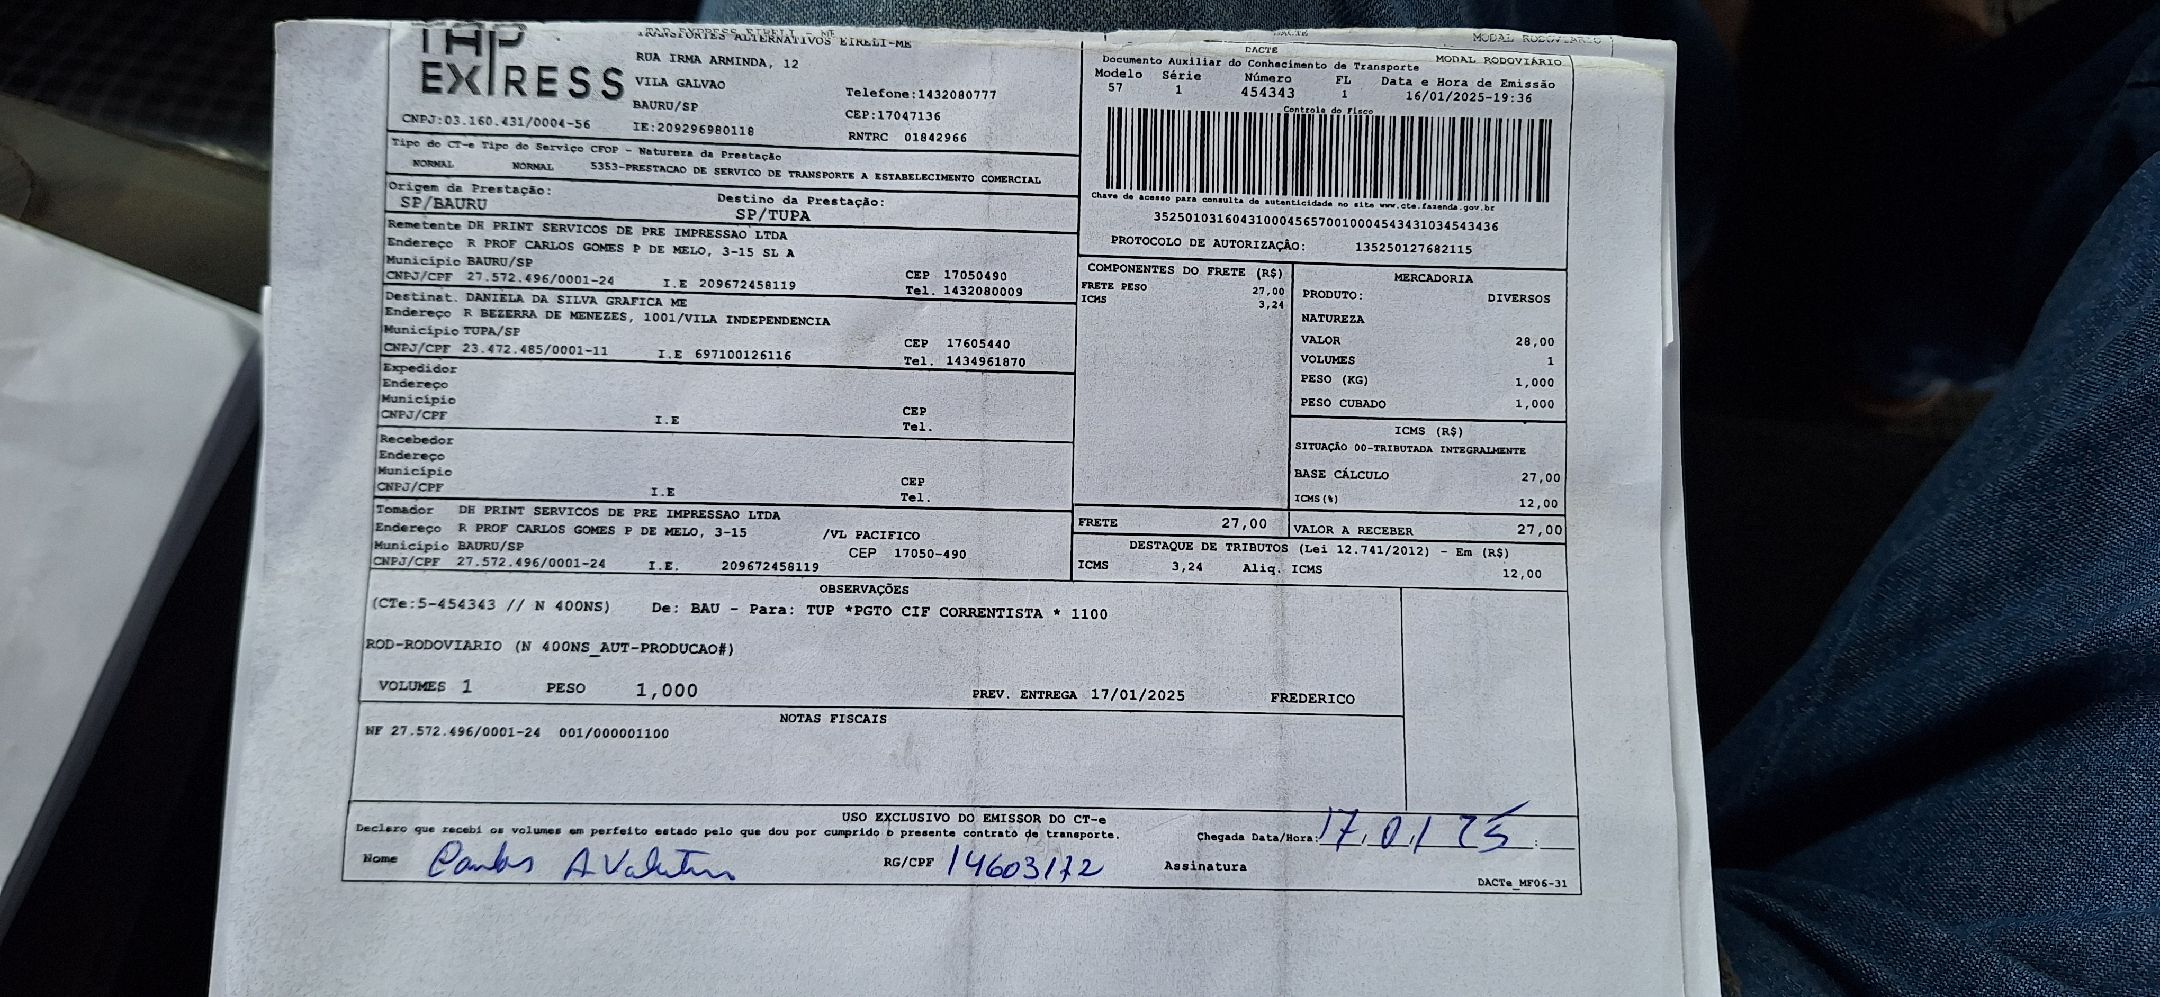 TAP
EXPRESS
TRANSPORTES ALTERNATIVOS EIRELI-ME
RUA IRMA ARMINDA, 12
VILA GALVAO
BAURU/SP
Telefone:1432080777
CEP:17047136
CNPJ:03.160.431/0004-56 IE:209296980118 RNTRC 01842966
DACTE
MODAL RODOVIÁRIO
Documento Auxiliar do Conhecimento de Transporte MODAL RODOVIÁRIO
Modelo Série Número FL Data e Hora de Emissão
57 1 454343 1 16/01/2025-19:36
Controle do Fisco
Chave de acesso para consulta de autenticidade no site www.cte.fazenda.gov.br
35250103160431000456570010004543431034543436
PROTOCOLO DE AUTORIZAÇÃO: 135250127682115
Tipo do CT-e Tipo do Serviço CFOP - Natureza da Prestação
NORMAL NORMAL 5353-PRESTACAO DE SERVICO DE TRANSPORTE A ESTABELECIMENTO COMERCIAL
Origem da Prestação: Destino da Prestação:
SP/BAURU SP/TUPA
Remetente DH PRINT SERVICOS DE PRE IMPRESSAO LTDA
Endereço R PROF CARLOS GOMES P DE MELO, 3-15 SL A
Município BAURU/SP CEP 17050490
CNPJ/CPF 27.572.496/0001-24 I.E 209672458119 Tel. 1432080009
Destinat. DANIELA DA SILVA GRAFICA ME
Endereço R BEZERRA DE MENEZES, 1001/VILA INDEPENDENCIA
Município TUPA/SP CEP 17605440
CNPJ/CPF 23.472.485/0001-11 I.E 697100126116 Tel. 1434961870
Expedidor
Endereço
Município CEP
CNPJ/CPF I.E Tel.
Recebedor
Endereço
Município CEP
CNPJ/CPF I.E Tel.
Tomador DH PRINT SERVICOS DE PRE IMPRESSAO LTDA
Endereço R PROF CARLOS GOMES P DE MELO, 3-15 /VL PACIFICO
Município BAURU/SP CEP 17050-490
CNPJ/CPF 27.572.496/0001-24 I.E. 209672458119
COMPONENTES DO FRETE (R$)
FRETE PESO 27,00
ICMS 3,24
MERCADORIA
PRODUTO: DIVERSOS
NATUREZA
VALOR 28,00
VOLUMES 1
PESO (KG) 1,000
PESO CUBADO 1,000
ICMS (R$)
SITUAÇÃO 00-TRIBUTADA INTEGRALMENTE
BASE CÁLCULO 27,00
ICMS(%) 12,00
FRETE 27,00 VALOR A RECEBER 27,00
DESTAQUE DE TRIBUTOS (Lei 12.741/2012) - Em (R$)
ICMS 3,24 Aliq. ICMS 12,00
OBSERVAÇÕES
(CTe:5-454343 // N 400NS) De: BAU - Para: TUP *PGTO CIF CORRENTISTA * 1100
ROD-RODOVIARIO (N 400NS_AUT-PRODUCAO#)
VOLUMES 1 PESO 1,000 PREV. ENTREGA 17/01/2025 FREDERICO
NOTAS FISCAIS
NF 27.572.496/0001-24 001/000001100
USO EXCLUSIVO DO EMISSOR DO CT-e
Declaro que recebi os volumes em perfeito estado pelo que dou por cumprido o presente contrato de transporte. Chegada Data/Hora: 17.01 25 :
Nome Carlos A RG/CPF 14603172 Assinatura
DACTe_MF06-31